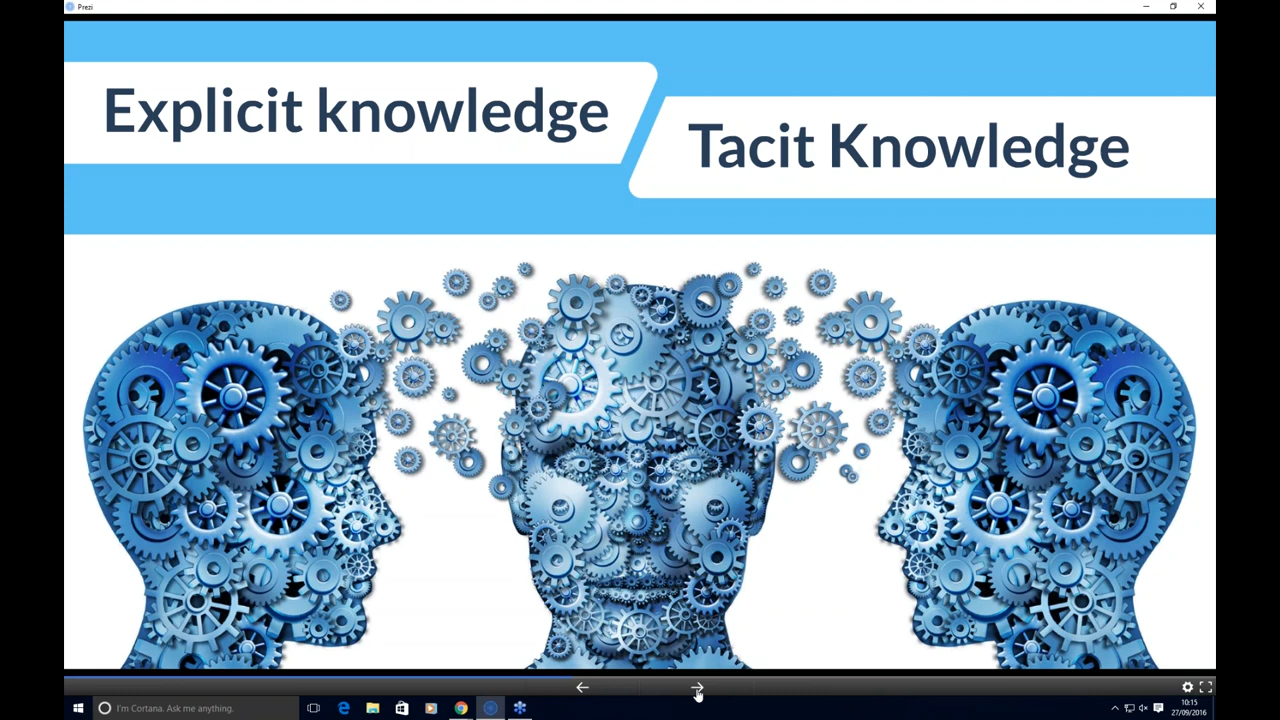 Prezi
Explicit knowledge
Tacit Knowledge
I'm Cortana. Ask me anything.
10:15
27/09/2016